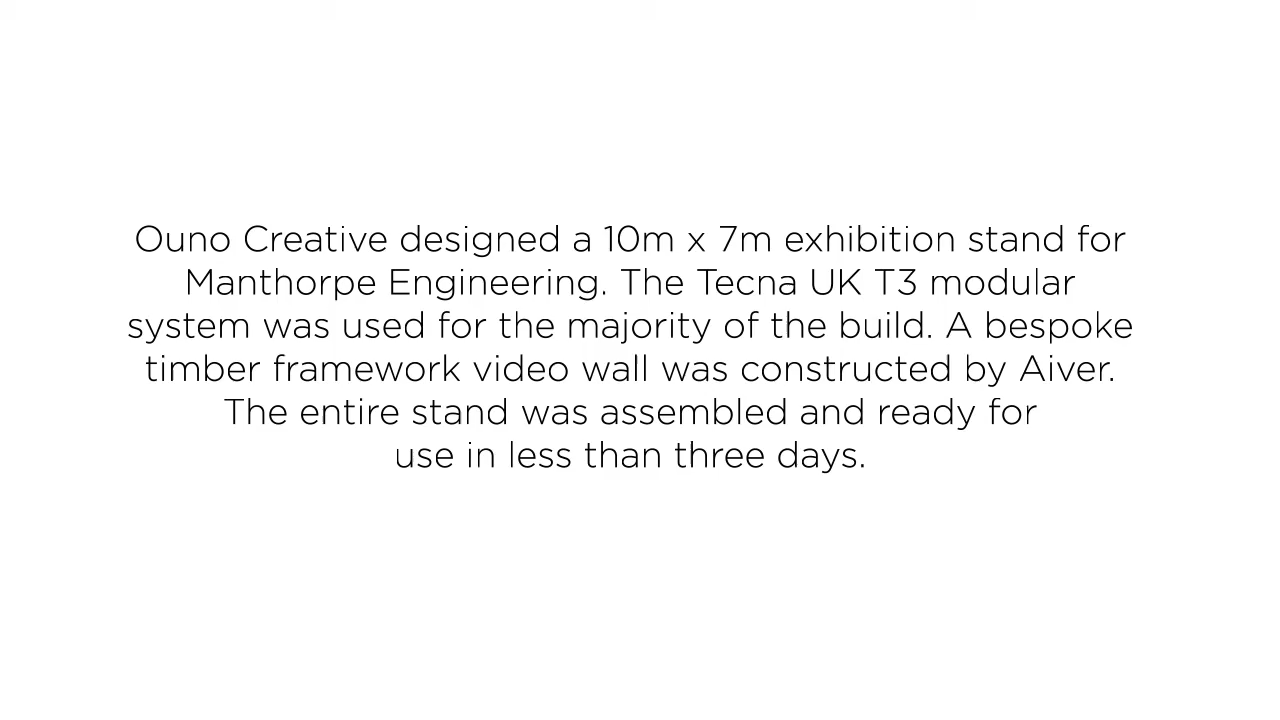 Ouno Creative designed a 10m x 7m exhibition stand for
Manthorpe Engineering. The Tecna UK T3 modular
system was used for the majority of the build. A bespoke
timber framework video wall was constructed by Aiver.
The entire stand was assembled and ready for
use in less than three days.